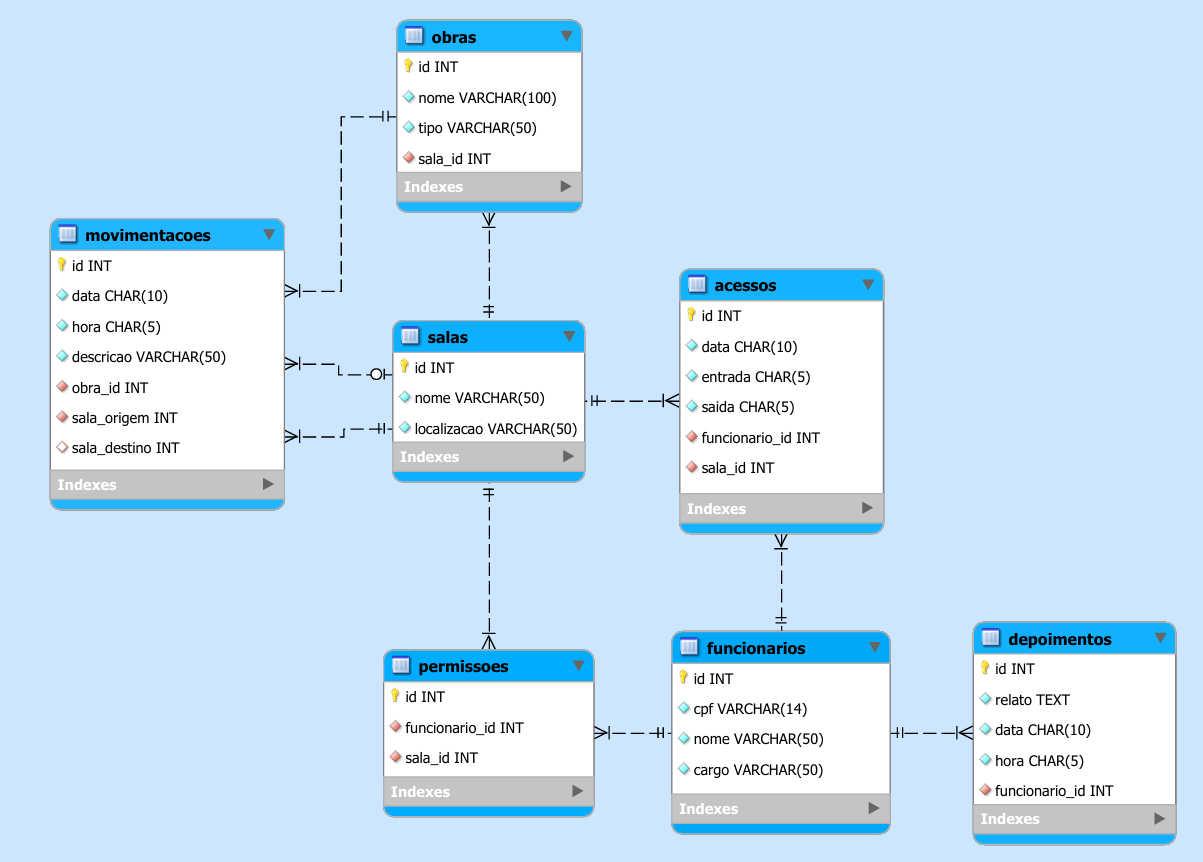 obras
id INT
nome VARCHAR(100)
tipo VARCHAR(50)
sala_id INT
Indexes
movimentacoes
id INT
data CHAR(10)
hora CHAR(5)
descricao VARCHAR(50)
obra_id INT
sala_origem INT
sala_destino INT
Indexes
salas
id INT
nome VARCHAR(50)
localizacao VARCHAR(50)
Indexes
acessos
id INT
data CHAR(10)
entrada CHAR(5)
saida CHAR(5)
funcionario_id INT
sala_id INT
Indexes
permissoes
id INT
funcionario_id INT
sala_id INT
Indexes
funcionarios
id INT
cpf VARCHAR(14)
nome VARCHAR(50)
cargo VARCHAR(50)
Indexes
depoimentos
id INT
relato TEXT
data CHAR(10)
hora CHAR(5)
funcionario_id INT
Indexes